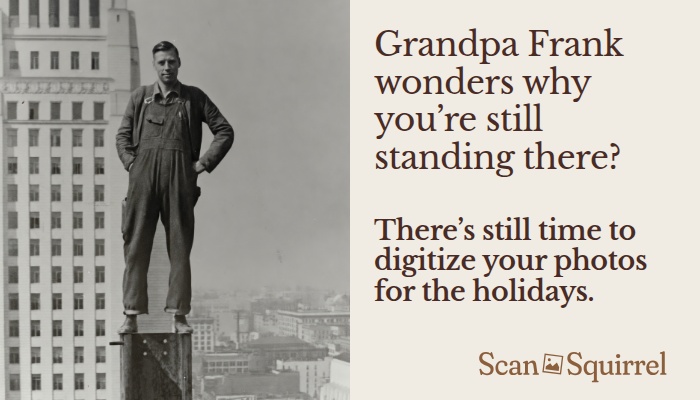 Grandpa Frank
wonders why
you’re still
standing there?
There’s still time to
digitize your photos
for the holidays.
Scan Squirrel